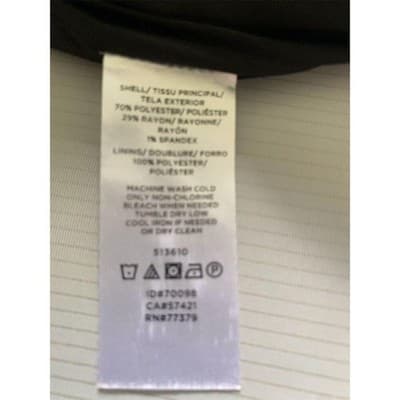 SHELL/ TISSU PRINCIPAL/
TELA EXTERIOR
70% POLYESTER/ POLIÉSTER
29% RAYON/ RAYONNE/
RAYÓN
1% SPANDEX
LINING/ DOUBLURE/ FORRO
100% POLYESTER/
POLIÉSTER
MACHINE WASH COLD
ONLY NON-CHLORINE
BLEACH WHEN NEEDED
TUMBLE DRY LOW
COOL IRON IF NEEDED
OR DRY CLEAN
513610
ID#70098
CA#57421
RN#77379